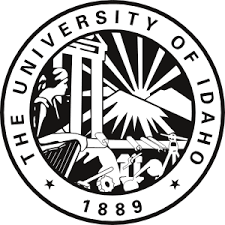 THE UNIVERSITY OF IDAHO
1889